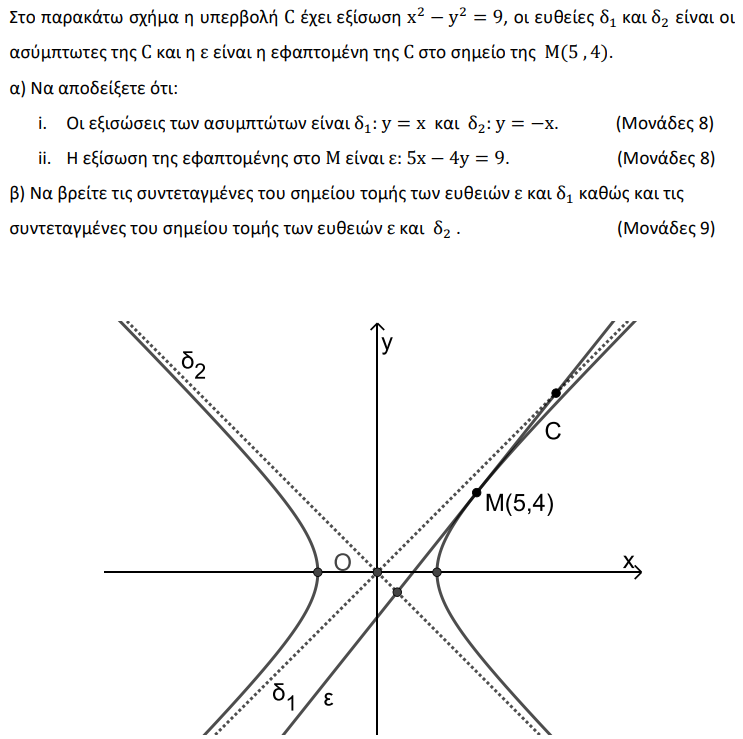 Στο παρακάτω σχήμα η υπερβολή C έχει εξίσωση x² − y² = 9, οι ευθείες δ₁ και δ₂ είναι οι
ασύμπτωτες της C και η ε είναι η εφαπτομένη της C στο σημείο της M(5 , 4).
α) Να αποδείξετε ότι:
i. Οι εξισώσεις των ασυμπτώτων είναι δ₁: y = x και δ₂: y = −x. (Μονάδες 8)
ii. Η εξίσωση της εφαπτομένης στο M είναι ε: 5x − 4y = 9. (Μονάδες 8)
β) Να βρείτε τις συντεταγμένες του σημείου τομής των ευθειών ε και δ₁ καθώς και τις
συντεταγμένες του σημείου τομής των ευθειών ε και δ₂ . (Μονάδες 9)
y
δ₂
C
M(5,4)
O
x
δ₁
ε